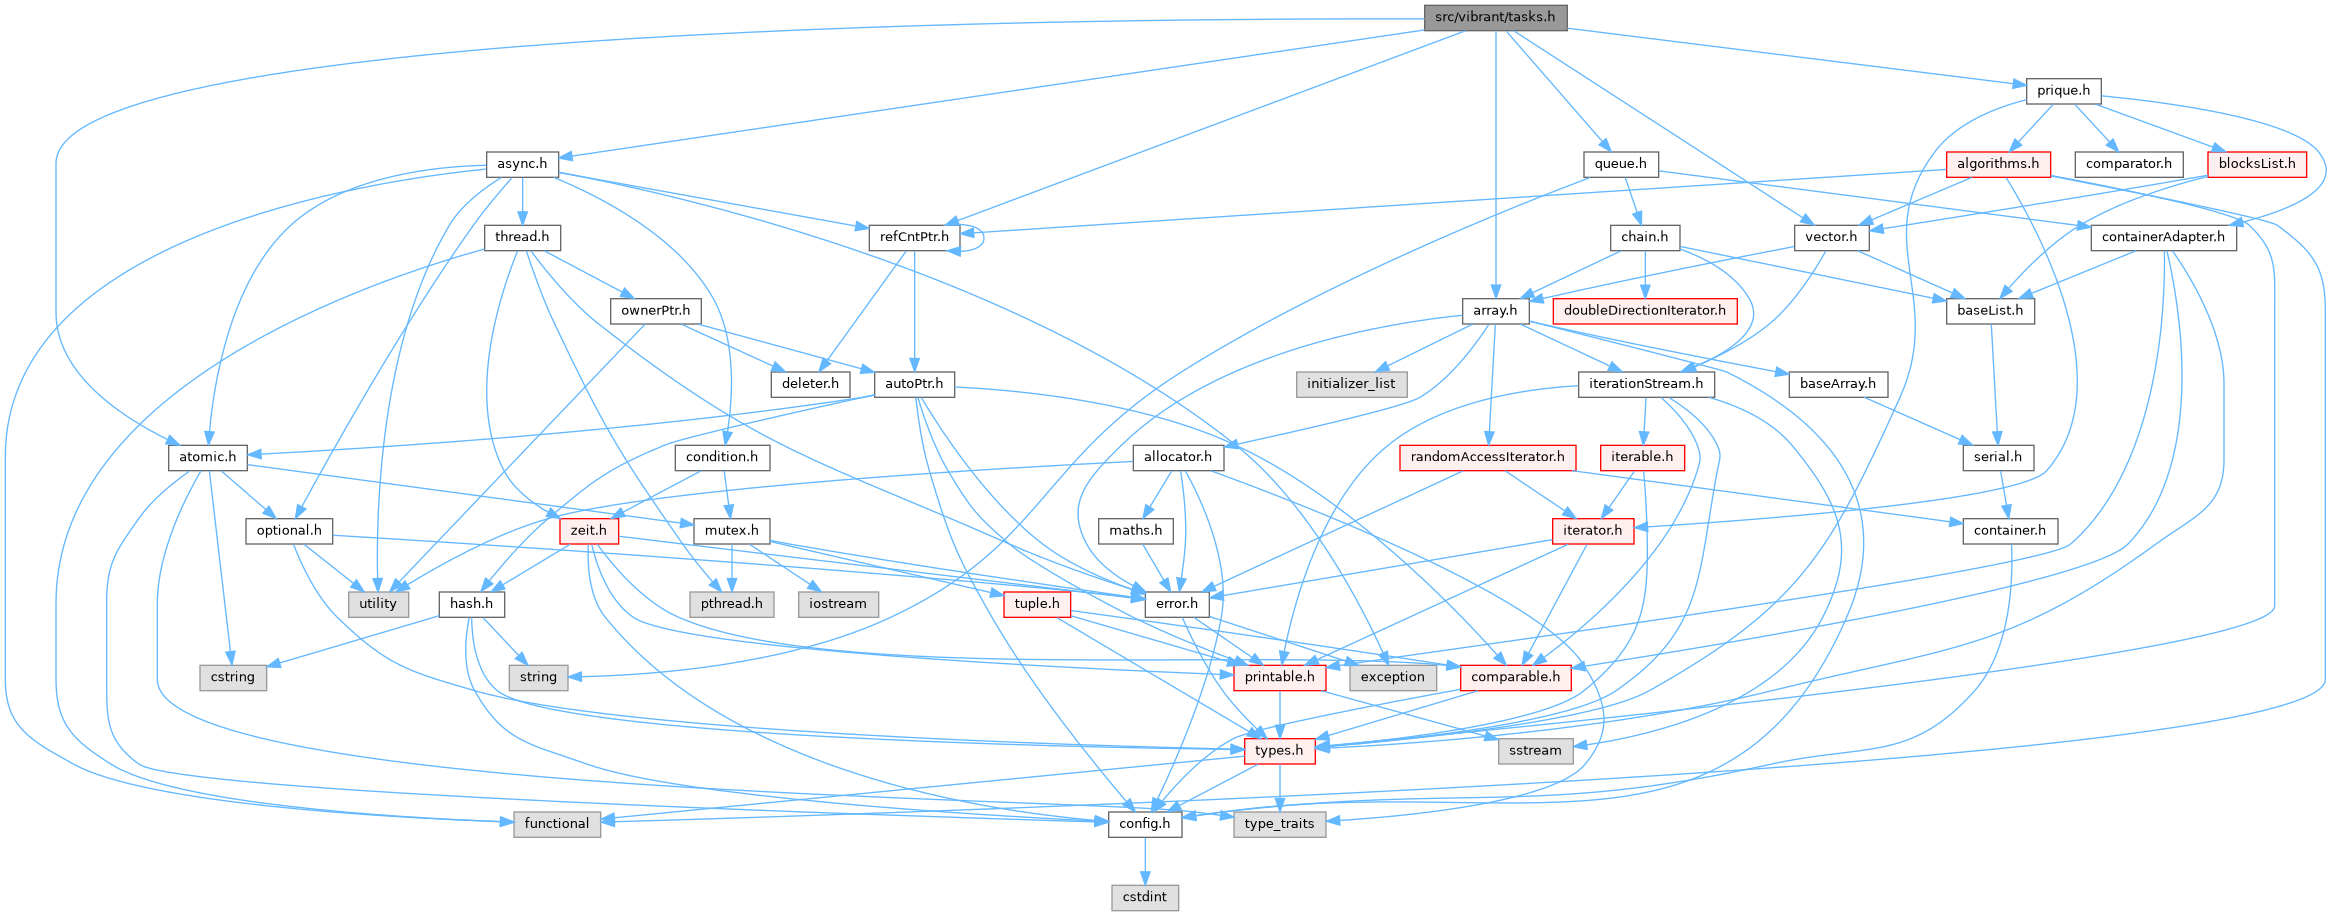 src/vibrant/tasks.h
prique.h
async.h
queue.h
algorithms.h
comparator.h
blocksList.h
thread.h
refCntPtr.h
chain.h
vector.h
containerAdapter.h
ownerPtr.h
array.h
doubleDirectionIterator.h
baseList.h
deleter.h
autoPtr.h
initializer_list
iterationStream.h
baseArray.h
atomic.h
condition.h
allocator.h
randomAccessIterator.h
iterable.h
serial.h
optional.h
zeit.h
mutex.h
maths.h
iterator.h
container.h
utility
hash.h
pthread.h
iostream
tuple.h
error.h
cstring
string
printable.h
exception
comparable.h
types.h
sstream
functional
config.h
type_traits
cstdint